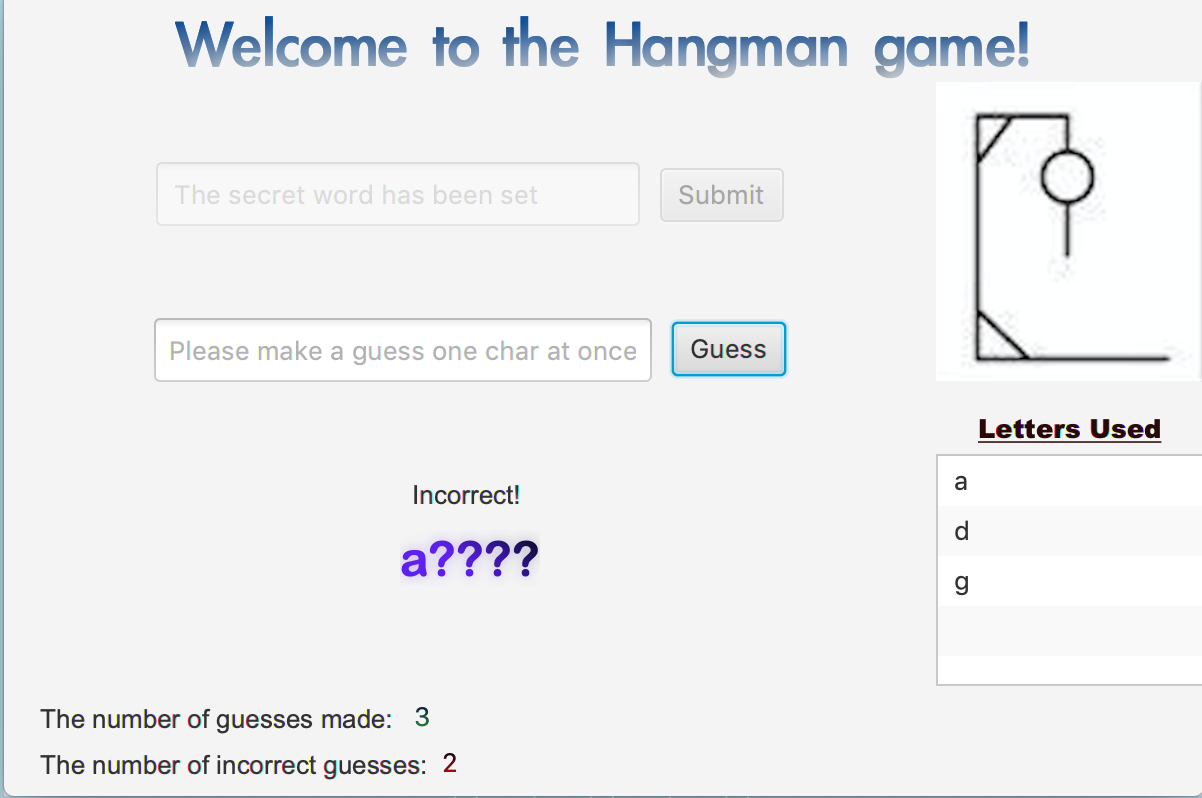 Welcome to the Hangman game!
The secret word has been set
Submit
Please make a guess one char at once
Guess
Letters Used
a
d
g
Incorrect!
a????
The number of guesses made: 3
The number of incorrect guesses: 2